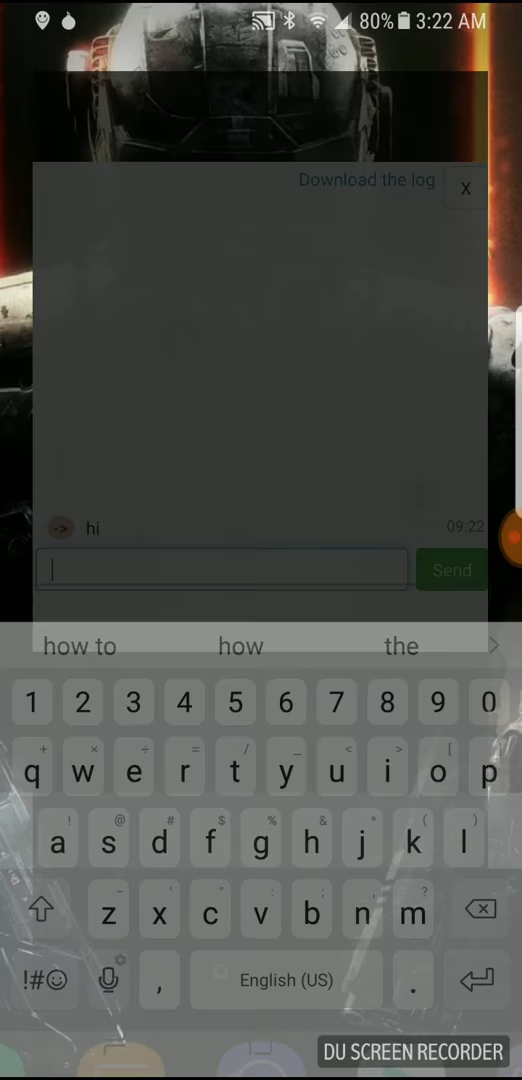 80% 3:22 AM
Download the log X
-> hi 09:22
Send
how to how the
1 2 3 4 5 6 7 8 9 0
+ × ÷ = / _ < > [ ]
q w e r t y u i o p
! @ # $ % & * ( )
a s d f g h j k l
- ' " : ; , ?
z x c v b n m
!#☺ , English (US) .
DU SCREEN RECORDER